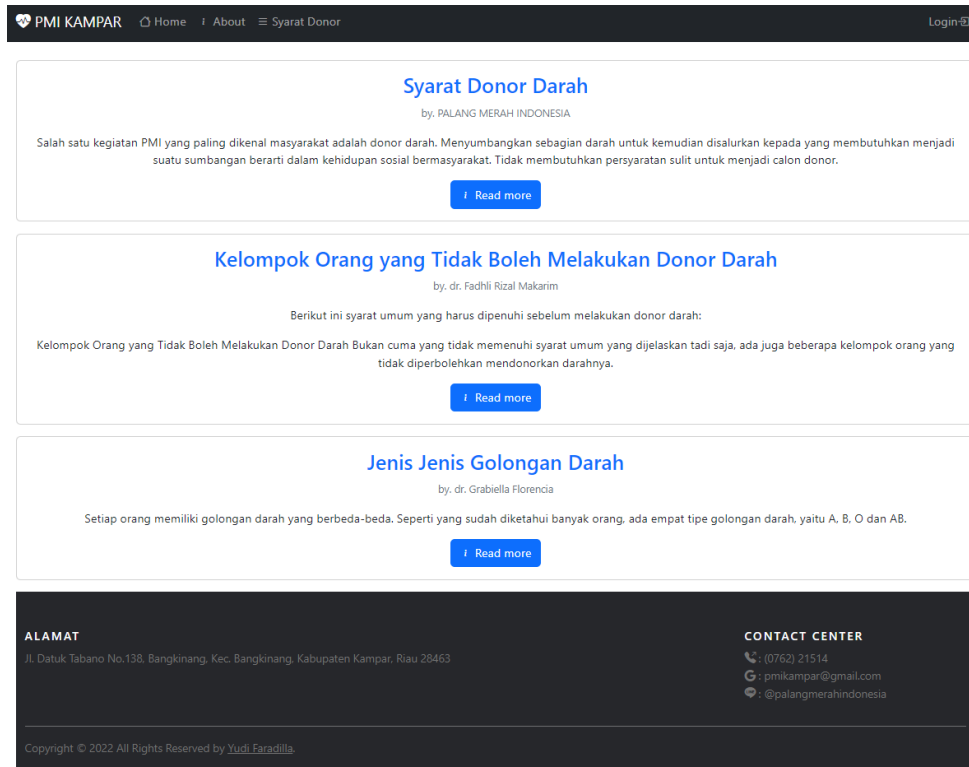 PMI KAMPAR Home i About Syarat Donor Login
Syarat Donor Darah
by. PALANG MERAH INDONESIA
Salah satu kegiatan PMI yang paling dikenal masyarakat adalah donor darah. Menyumbangkan sebagian darah untuk kemudian disalurkan kepada yang membutuhkan menjadi
suatu sumbangan berarti dalam kehidupan sosial bermasyarakat. Tidak membutuhkan persyaratan sulit untuk menjadi calon donor.
i Read more
Kelompok Orang yang Tidak Boleh Melakukan Donor Darah
by. dr. Fadhli Rizal Makarim
Berikut ini syarat umum yang harus dipenuhi sebelum melakukan donor darah:
Kelompok Orang yang Tidak Boleh Melakukan Donor Darah Bukan cuma yang tidak memenuhi syarat umum yang dijelaskan tadi saja, ada juga beberapa kelompok orang yang
tidak diperbolehkan mendonorkan darahnya.
i Read more
Jenis Jenis Golongan Darah
by. dr. Grabiella Florencia
Setiap orang memiliki golongan darah yang berbeda-beda. Seperti yang sudah diketahui banyak orang, ada empat tipe golongan darah, yaitu A, B, O dan AB.
i Read more
ALAMAT
Jl. Datuk Tabano No.138, Bangkinang, Kec. Bangkinang, Kabupaten Kampar, Riau 28463
CONTACT CENTER
: (0762) 21514
G : pmikampar@gmail.com
: @palangmerahindonesia
Copyright © 2022 All Rights Reserved by Yudi Faradilla.